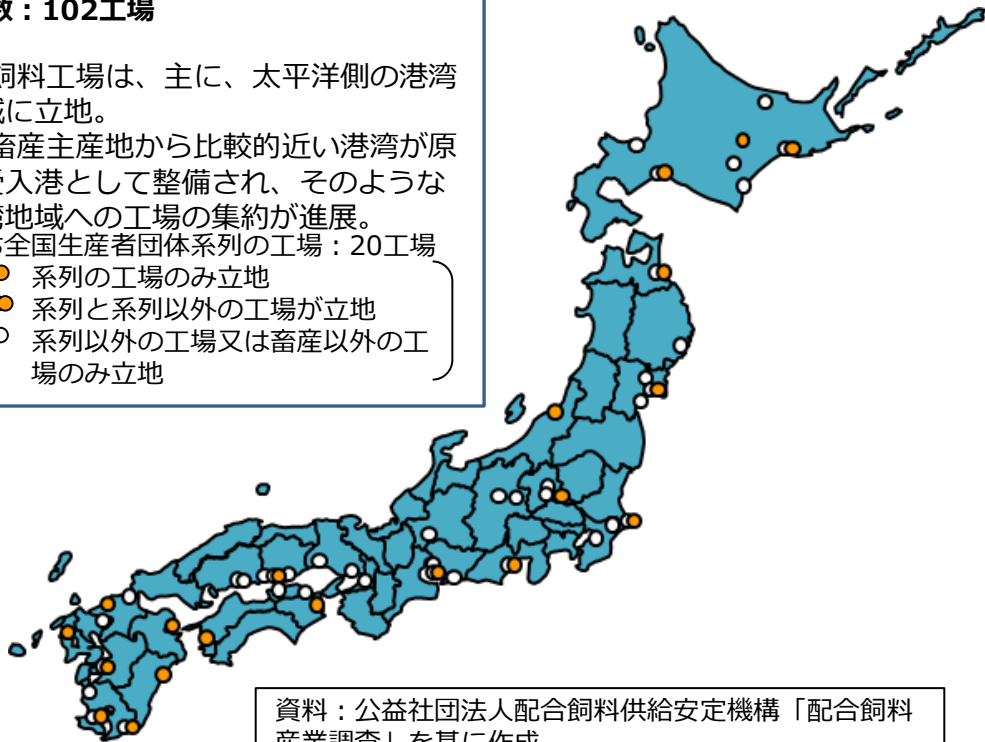 数：102工場
飼料工場は、主に、太平洋側の港湾
域に立地。
畜産主産地から比較的近い港湾が原
受入港として整備され、そのような
湾地域への工場の集約が進展。
ち全国生産者団体系列の工場：20工場
系列の工場のみ立地
系列と系列以外の工場が立地
系列以外の工場又は畜産以外の工
場のみ立地
資料：公益社団法人配合飼料供給安定機構「配合飼料
産業調査」を基に作成